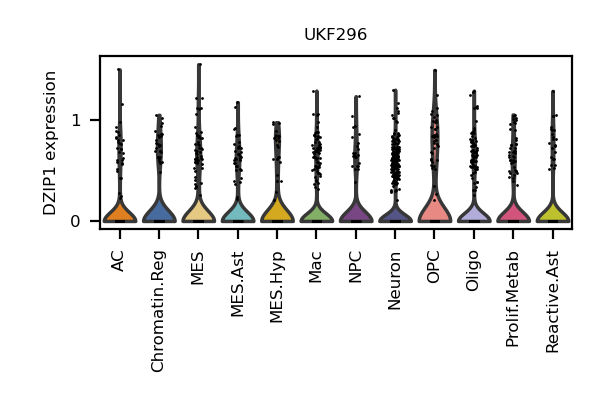 UKF296
DZIP1 expression
1
0
AC
Chromatin.Reg
MES
MES.Ast
MES.Hyp
Mac
NPC
Neuron
OPC
Oligo
Prolif.Metab
Reactive.Ast